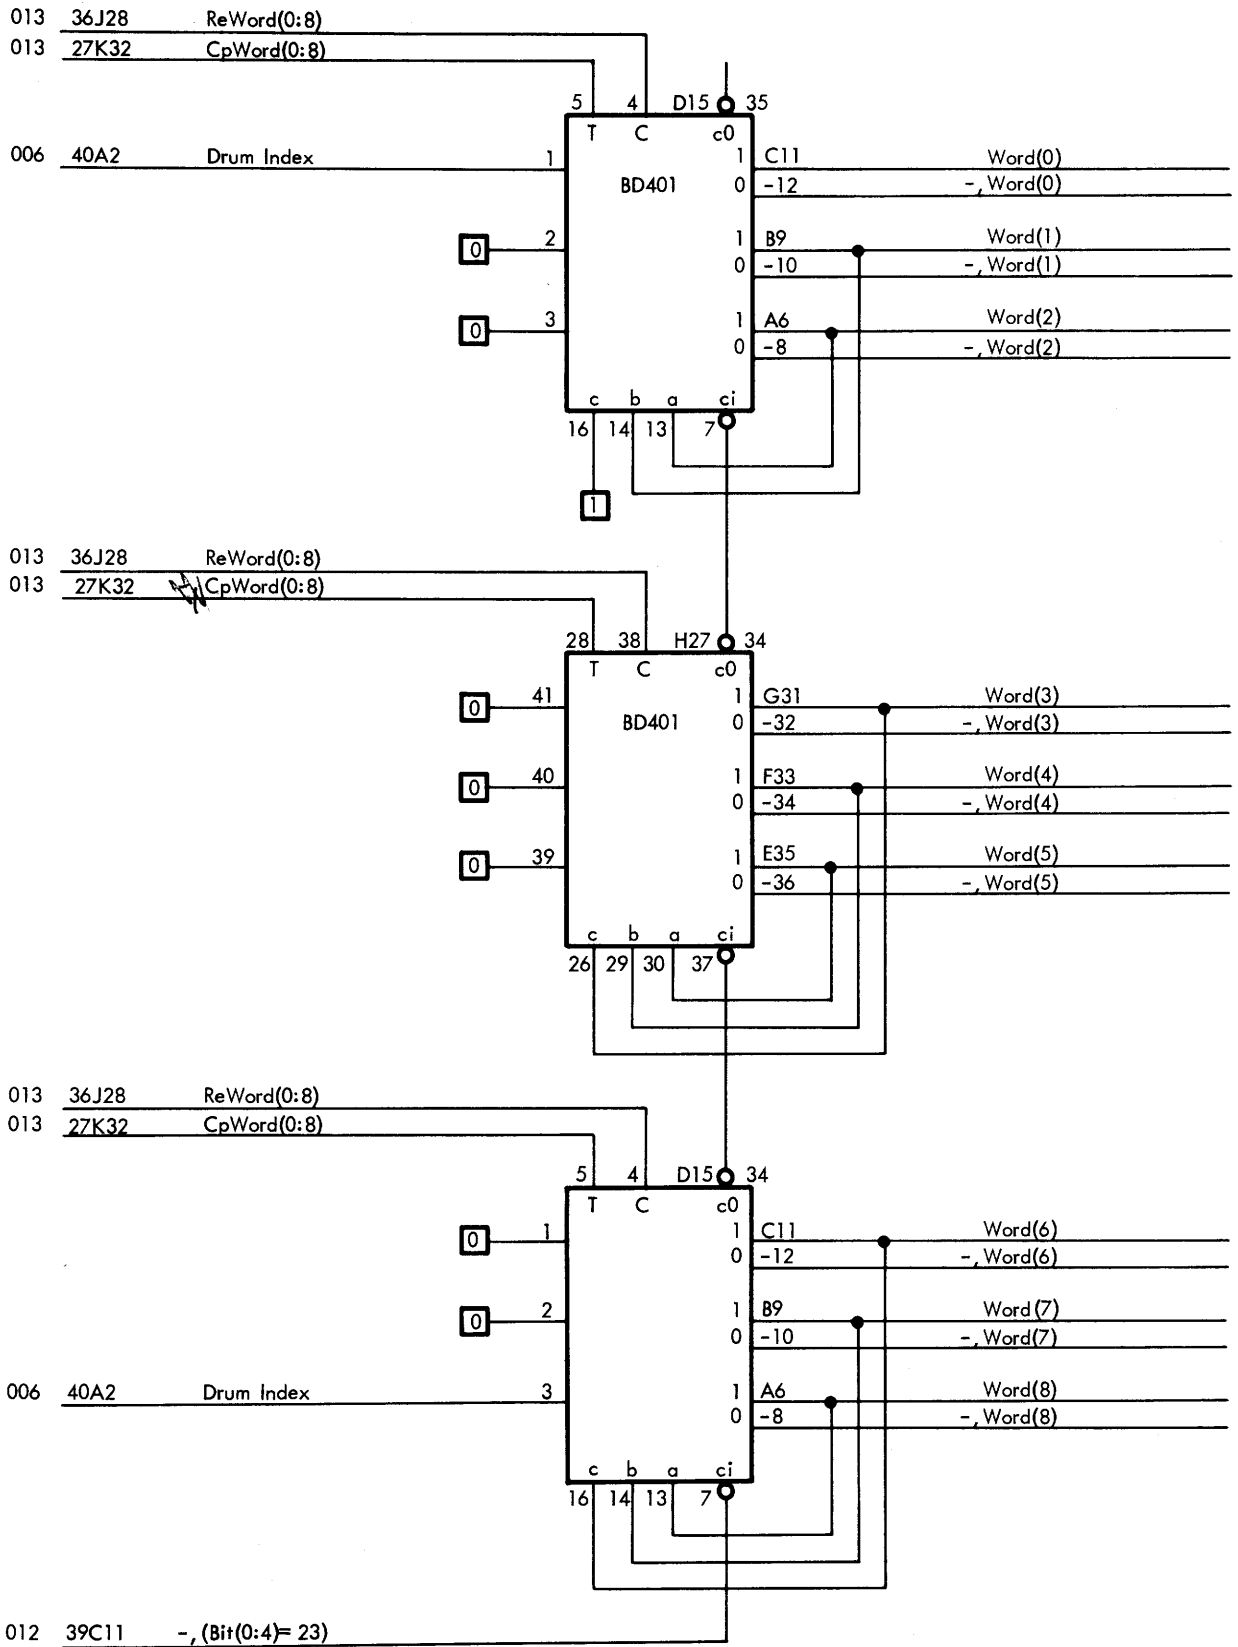 013 36J28 ReWord(0:8)
013 27K32 CpWord(0:8)
5 4 D15 35
T C c0
006 40A2 Drum Index 1 1 C11 Word(0)
BD401 0 -12 -, Word(0)
0 2 1 B9 Word(1)
0 -10 -, Word(1)
0 3 1 A6 Word(2)
0 -8 -, Word(2)
c b a ci
16 14 13 7
1
013 36J28 ReWord(0:8)
013 27K32 CpWord(0:8)
28 38 H27 34
T C c0
0 41 1 G31 Word(3)
BD401 0 -32 -, Word(3)
0 40 1 F33 Word(4)
0 -34 -, Word(4)
0 39 1 E35 Word(5)
0 -36 -, Word(5)
c b a ci
26 29 30 37
013 36J28 ReWord(0:8)
013 27K32 CpWord(0:8)
5 4 D15 34
T C c0
0 1 1 C11 Word(6)
0 -12 -, Word(6)
0 2 1 B9 Word(7)
0 -10 -, Word(7)
006 40A2 Drum Index 3 1 A6 Word(8)
0 -8 -, Word(8)
c b a ci
16 14 13 7
012 39C11 -, (Bit(0:4)= 23)